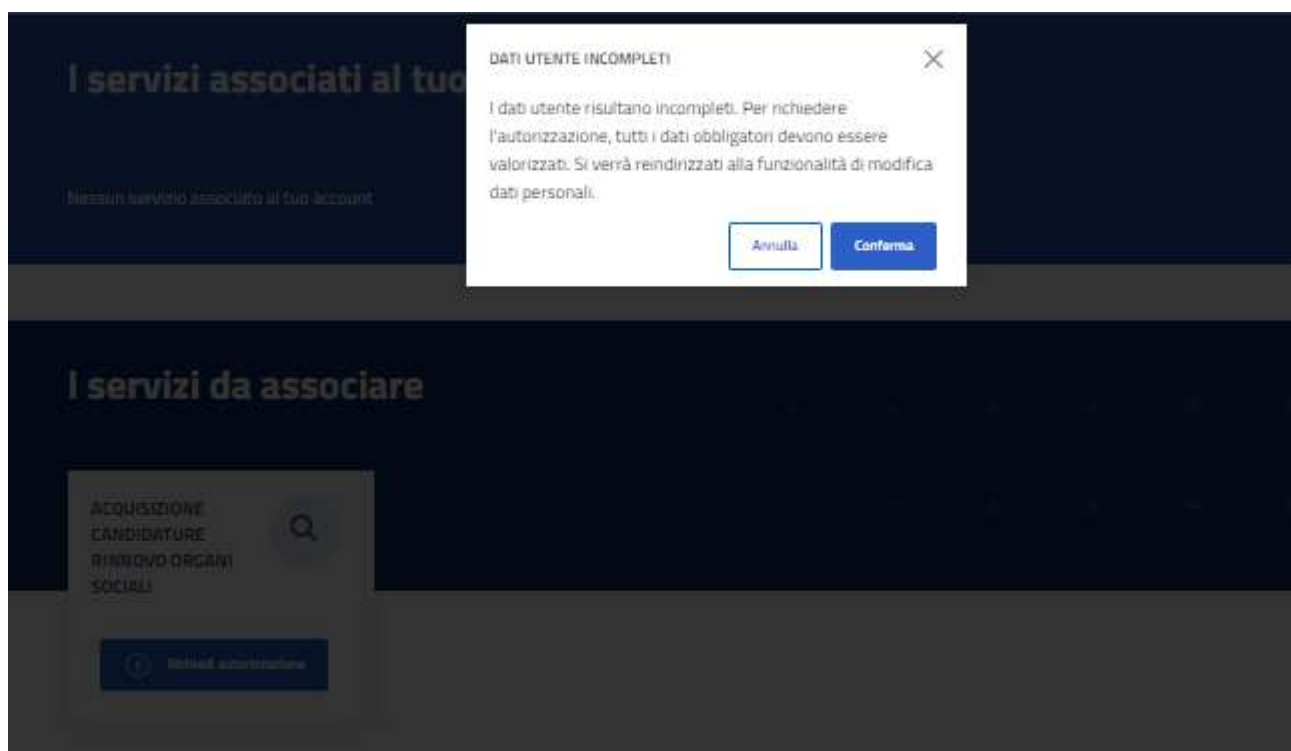 DATI UTENTE INCOMPLETI
I servizi associati al tuo
I dati utente risultano incompleti. Per richiedere
l'autorizzazione, tutti i dati obbligatori devono essere
valorizzati. Si verrà reindirizzati alla funzionalità di modifica
dati personali.
Nessun servizio associato al tuo account
Annulla
Conferma
I servizi da associare
ACQUISIZIONE
CANDIDATURE
RINNOVO ORGANI
SOCIALI
Richiedi autorizzazione